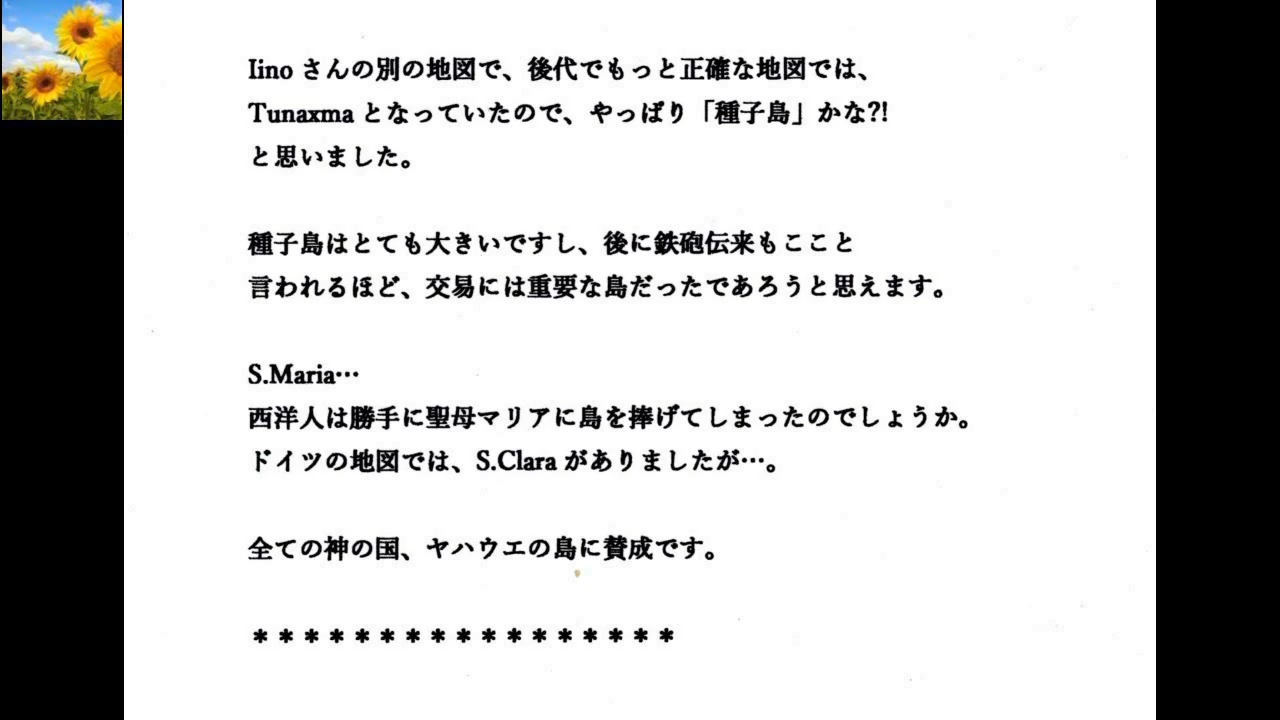 Iino さんの別の地図で、後代でもっと正確な地図では、
Tunaxma となっていたので、やっぱり「種子島」かな?!
と思いました。
種子島はとても大きいですし、後に鉄砲伝来もここと
言われるほど、交易には重要な島だったであろうと思えます。
S.Maria…
西洋人は勝手に聖母マリアに島を捧げてしまったのでしょうか。
ドイツの地図では、S.Clara がありましたが…。
全ての神の国、ヤハウエの島に賛成です。
＊＊＊＊＊＊＊＊＊＊＊＊＊＊＊＊＊